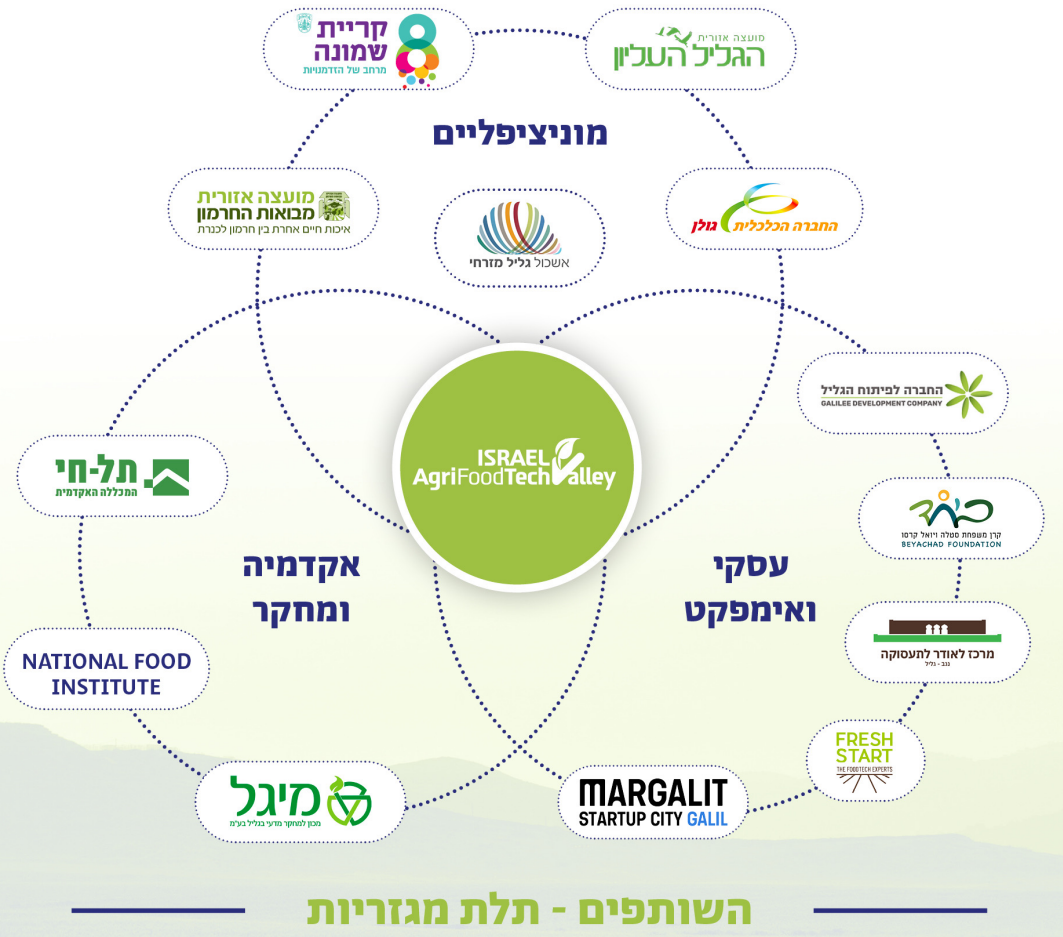 קריית
שמונה
מרחב של הזדמנויות
מועצה אזורית
הגליל העליון
מוניציפליים
מועצה אזורית
מבואות החרמון
איכות חיים אחרת בין חרמון לכנרת
אשכול גליל מזרחי
החברה הכלכלית גולן
ISRAEL
AgriFoodTech Valley
החברה לפיתוח הגליל
GALILEE DEVELOPMENT COMPANY
תל-חי
המכללה האקדמית
ביחד
קרן משפחת סטלה ויואל קרסו
BEYACHAD FOUNDATION
אקדמיה
ומחקר
עסקי
ואימפקט
מרכז לאודר לתעסוקה
נגב - גליל
NATIONAL FOOD
INSTITUTE
FRESH
START
THE FOODTECH EXPERTS
מיגל
מכון למחקר מדעי בגליל בע"מ
MARGALIT
STARTUP CITY GALIL
השותפים - תלת מגזריות